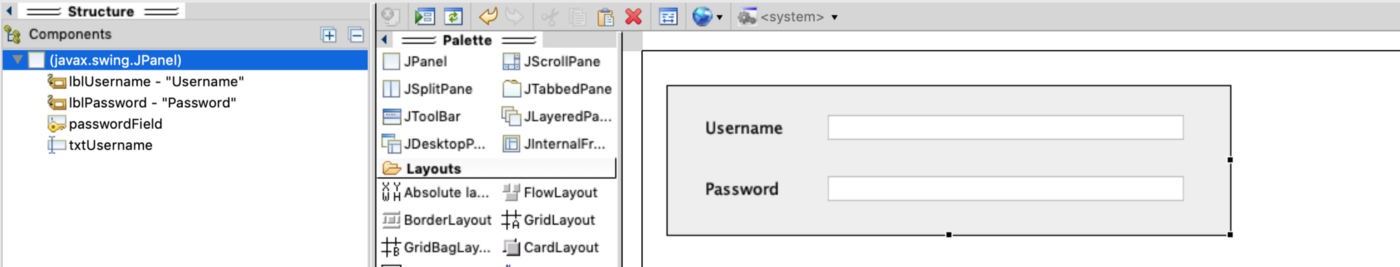 Structure
Components
(javax.swing.JPanel)
lblUsername - "Username"
lblPassword - "Password"
passwordField
txtUsername
<system>
Palette
JPanel JScrollPane
JSplitPane JTabbedPane
JToolBar JLayeredPa...
JDesktopP... JInternalFr...
Layouts
Absolute la... FlowLayout
BorderLayout GridLayout
GridBagLay... CardLayout
Username
Password